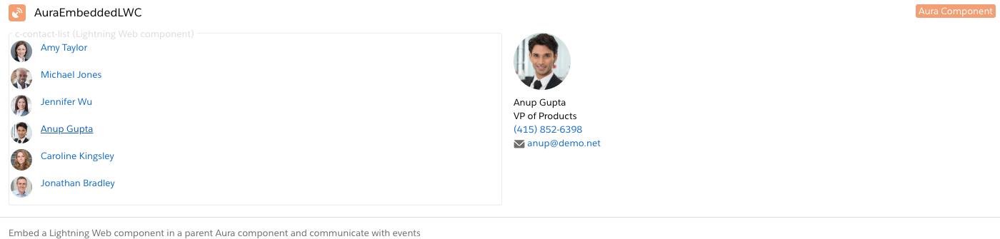 AuraEmbeddedLWC
Aura Component
c-contact-list (Lightning Web component)
Amy Taylor
Michael Jones
Jennifer Wu
Anup Gupta
Caroline Kingsley
Jonathan Bradley
Anup Gupta
VP of Products
(415) 852-6398
anup@demo.net
Embed a Lightning Web component in a parent Aura component and communicate with events